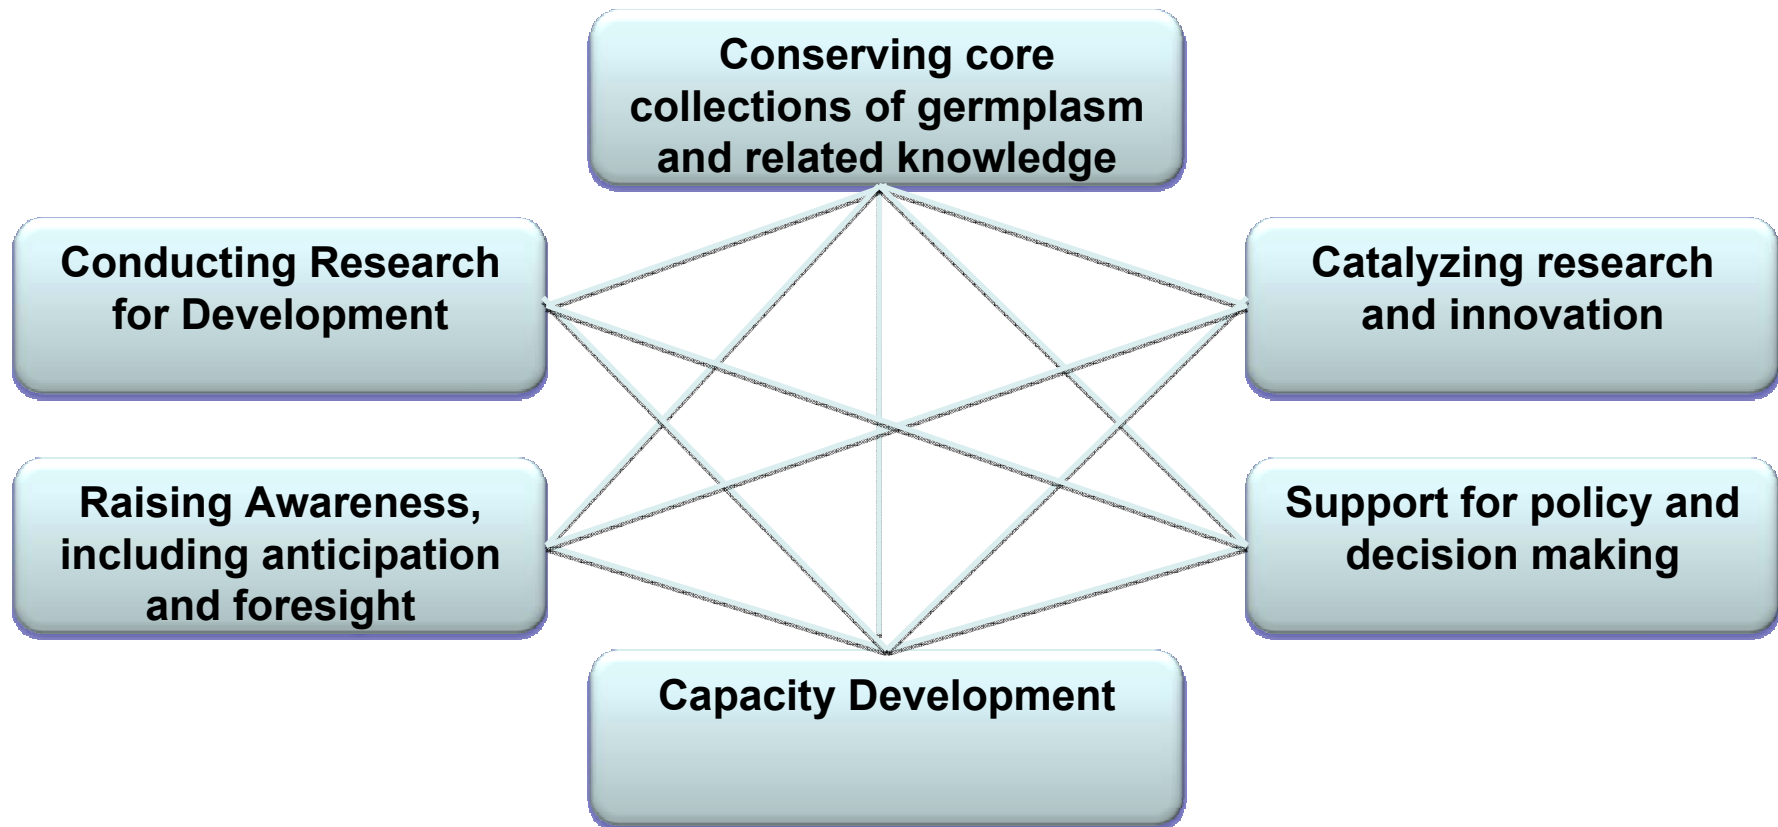 Conserving core
collections of germplasm
and related knowledge
Conducting Research
for Development
Catalyzing research
and innovation
Raising Awareness,
including anticipation
and foresight
Support for policy and
decision making
Capacity Development